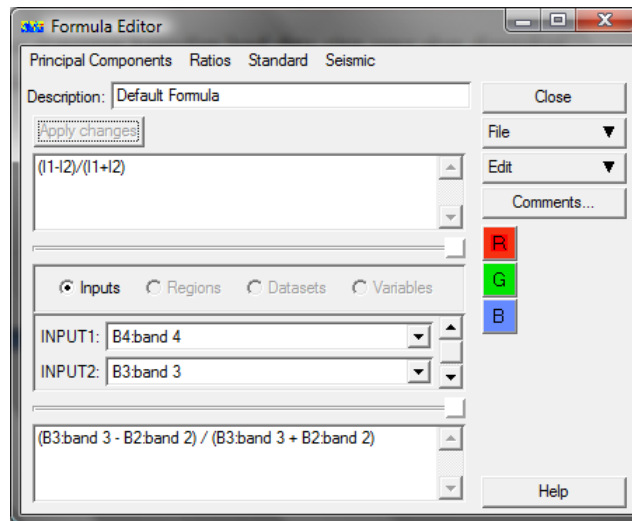 Formula Editor
Principal Components Ratios Standard Seismic
Description: Default Formula
Close
Apply changes
File
(I1-I2)/(I1+I2)
Edit
Comments...
R
Inputs Regions Datasets Variables
G
B
INPUT1: B4:band 4
INPUT2: B3:band 3
(B3:band 3 - B2:band 2) / (B3:band 3 + B2:band 2)
Help